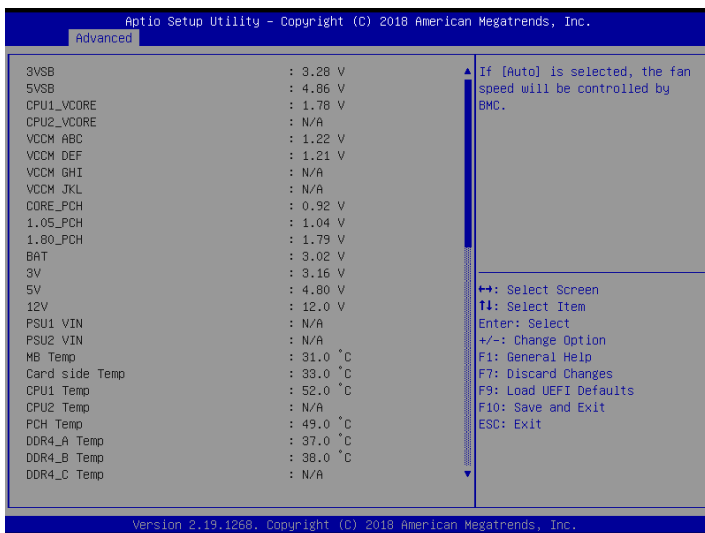 Aptio Setup Utility – Copyright (C) 2018 American Megatrends, Inc.
Advanced
3VSB : 3.28 V
5VSB : 4.86 V
CPU1_VCORE : 1.78 V
CPU2_VCORE : N/A
VCCM ABC : 1.22 V
VCCM DEF : 1.21 V
VCCM GHI : N/A
VCCM JKL : N/A
CORE_PCH : 0.92 V
1.05_PCH : 1.04 V
1.80_PCH : 1.79 V
BAT : 3.02 V
3V : 3.16 V
5V : 4.80 V
12V : 12.0 V
PSU1 VIN : N/A
PSU2 VIN : N/A
MB Temp : 31.0 °C
Card side Temp : 33.0 °C
CPU1 Temp : 52.0 °C
CPU2 Temp : N/A
PCH Temp : 49.0 °C
DDR4_A Temp : 37.0 °C
DDR4_B Temp : 38.0 °C
DDR4_C Temp : N/A
If [Auto] is selected, the fan
speed will be controlled by
BMC.
↔: Select Screen
↑↓: Select Item
Enter: Select
+/-: Change Option
F1: General Help
F7: Discard Changes
F9: Load UEFI Defaults
F10: Save and Exit
ESC: Exit
Version 2.19.1268. Copyright (C) 2018 American Megatrends, Inc.